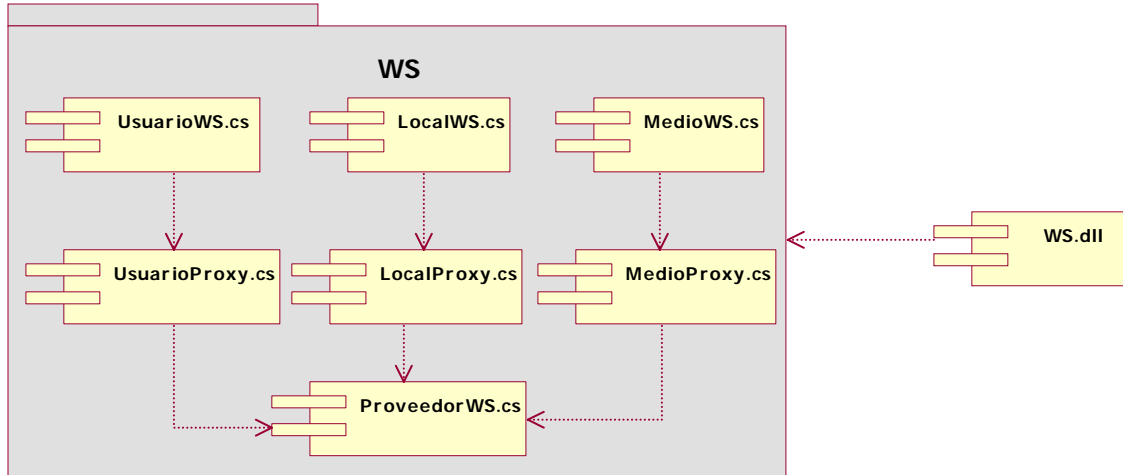 WS
UsuarioWS.cs
LocalWS.cs
MedioWS.cs
WS.dll
UsuarioProxy.cs
LocalProxy.cs
MedioProxy.cs
ProveedorWS.cs